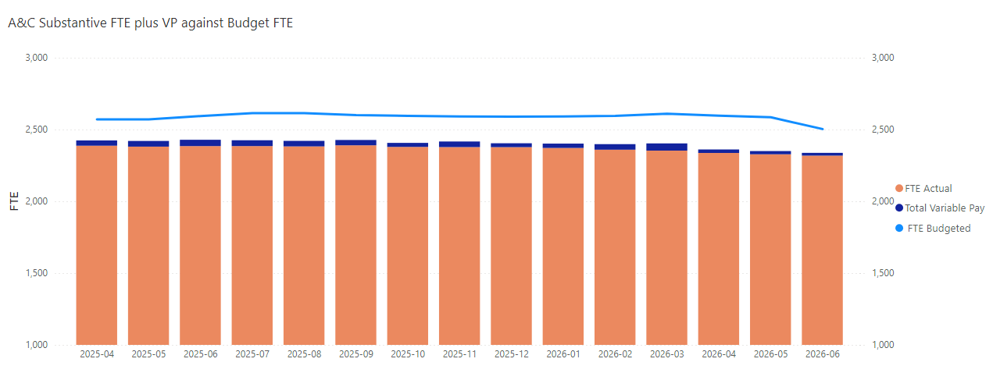 A&C Substantive FTE plus VP against Budget FTE
3,000
2,500
2,000
1,500
1,000
FTE
3,000
2,500
2,000
1,500
1,000
2025-04 2025-05 2025-06 2025-07 2025-08 2025-09 2025-10 2025-11 2025-12 2026-01 2026-02 2026-03 2026-04 2026-05 2026-06
FTE Actual
Total Variable Pay
FTE Budgeted